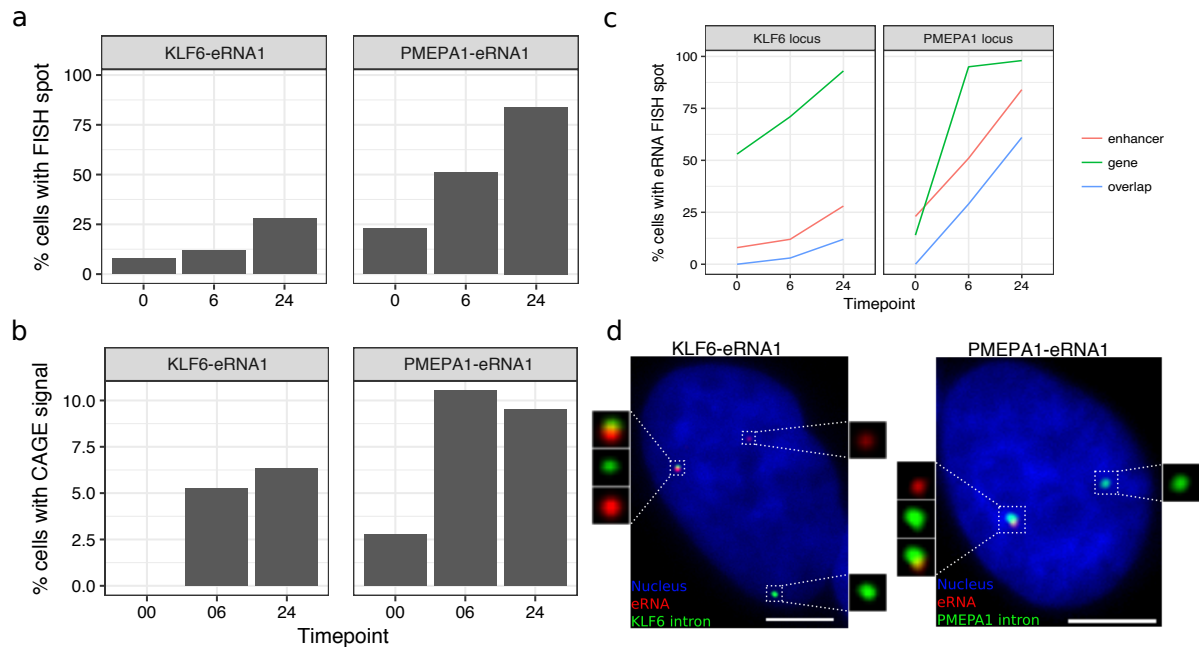 a
KLF6-eRNA1 PMEPA1-eRNA1
% cells with FISH spot
100
75
50
25
0
0 6 24 0 6 24
b
KLF6-eRNA1 PMEPA1-eRNA1
% cells with CAGE signal
10.0
7.5
5.0
2.5
0.0
00 06 24 00 06 24
Timepoint
c
KLF6 locus PMEPA1 locus
% cells with eRNA FISH spot
100
75
50
25
0
0 6 24 0 6 24
Timepoint
enhancer
gene
overlap
d
KLF6-eRNA1 PMEPA1-eRNA1
Nucleus
eRNA
KLF6 intron
Nucleus
eRNA
PMEPA1 intron